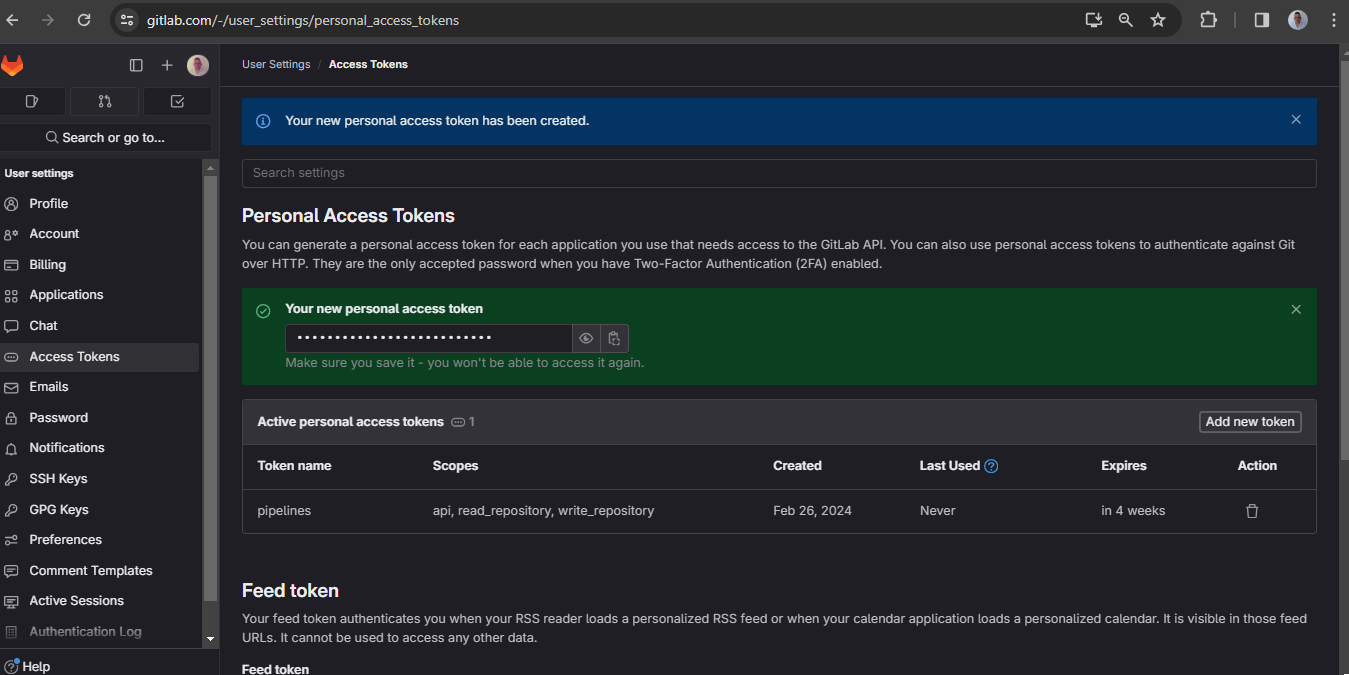 gitlab.com/-/user_settings/personal_access_tokens
User Settings / Access Tokens
Search or go to...
User settings
Profile
Account
Billing
Applications
Chat
Access Tokens
Emails
Password
Notifications
SSH Keys
GPG Keys
Preferences
Comment Templates
Active Sessions
Authentication Log
Help
Your new personal access token has been created.
Search settings
Personal Access Tokens
You can generate a personal access token for each application you use that needs access to the GitLab API. You can also use personal access tokens to authenticate against Git
over HTTP. They are the only accepted password when you have Two-Factor Authentication (2FA) enabled.
Your new personal access token
••••••••••••••••••••••••••
Make sure you save it - you won't be able to access it again.
Active personal access tokens 1
Add new token
Token name Scopes Created Last Used Expires Action
pipelines api, read_repository, write_repository Feb 26, 2024 Never in 4 weeks
Feed token
Your feed token authenticates you when your RSS reader loads a personalized RSS feed or when your calendar application loads a personalized calendar. It is visible in those feed
URLs. It cannot be used to access any other data.
Feed token